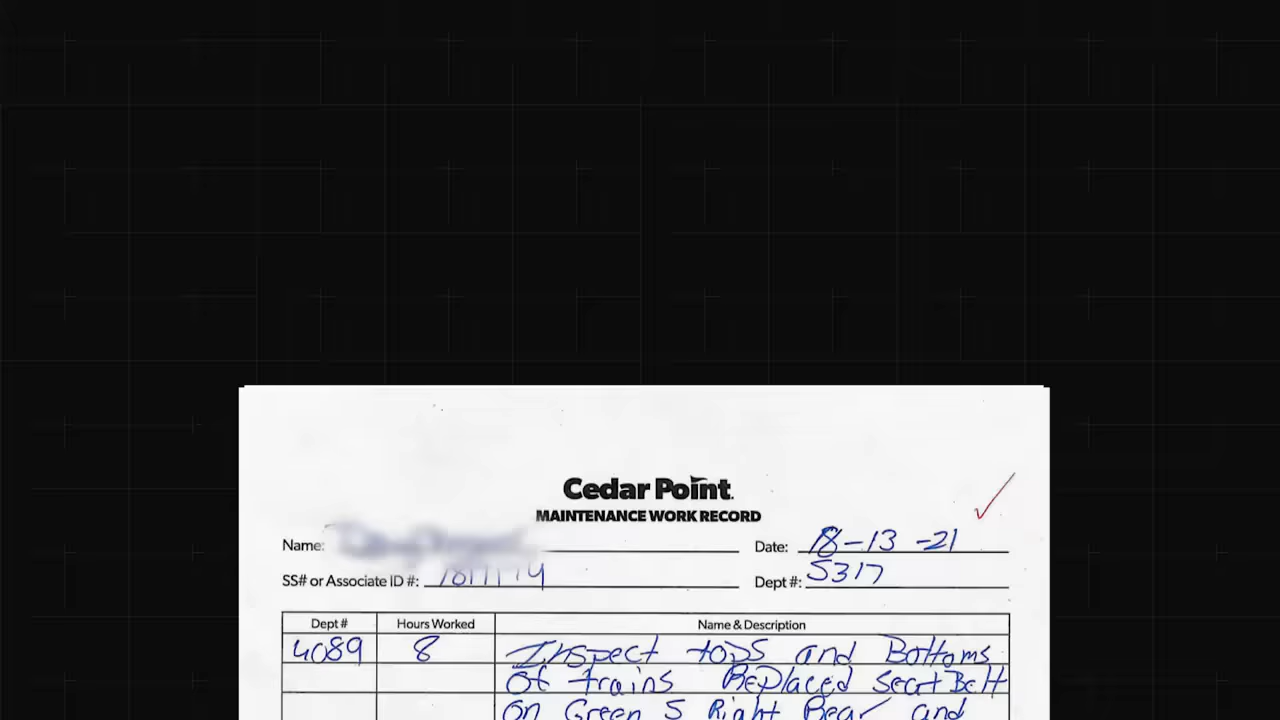 Cedar Point
MAINTENANCE WORK RECORD
Name:
Date: 8-13-21
SS# or Associate ID #:
Dept #: 5317
Dept # Hours Worked Name & Description
4089 8 Inspect tops and Bottoms
Of trains Replaced Seat Belt
On Green 5 Right Rear and